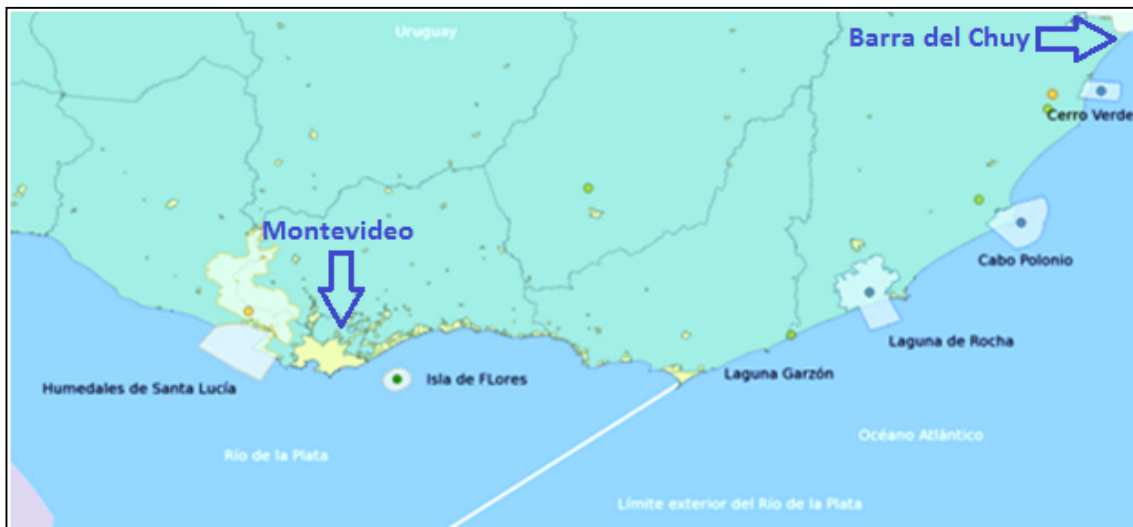 Uruguay
Barra del Chuy
Cerro Verde
Montevideo
Cabo Polonio
Laguna de Rocha
Laguna Garzón
Isla de FLores
Humedales de Santa Lucía
Océano Atlántico
Río de la Plata
Límite exterior del Río de la Plata